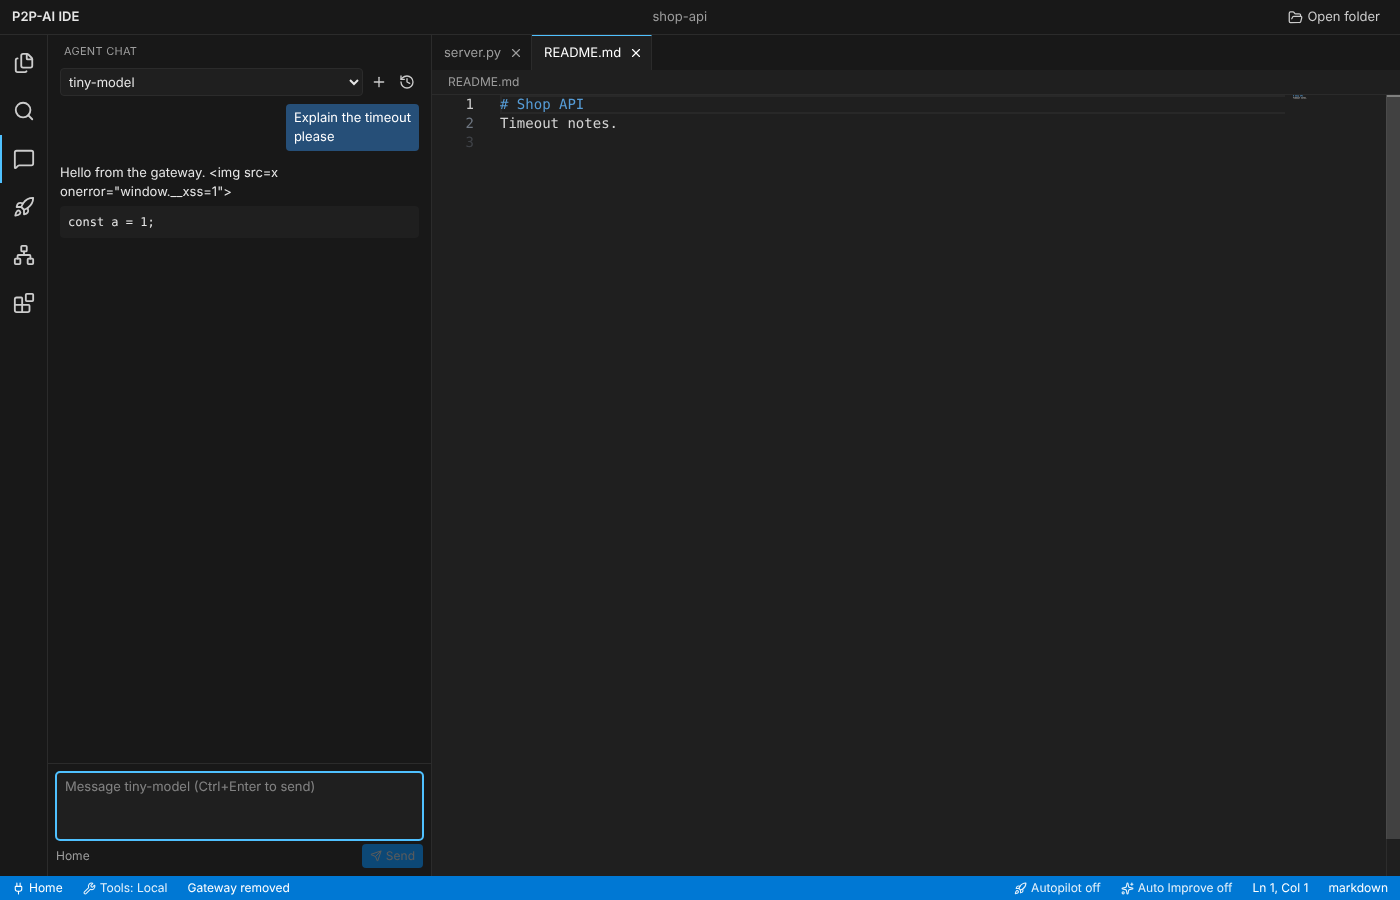 P2P-AI IDE
shop-api
Open folder
AGENT CHAT
tiny-model
Explain the timeout
please
Hello from the gateway. <img src=x
onerror="window.__xss=1">
const a = 1;
Message tiny-model (Ctrl+Enter to send)
Home
Send
server.py
README.md
README.md
1 # Shop API
2 Timeout notes.
3
Home
Tools: Local
Gateway removed
Autopilot off
Auto Improve off
Ln 1, Col 1
markdown